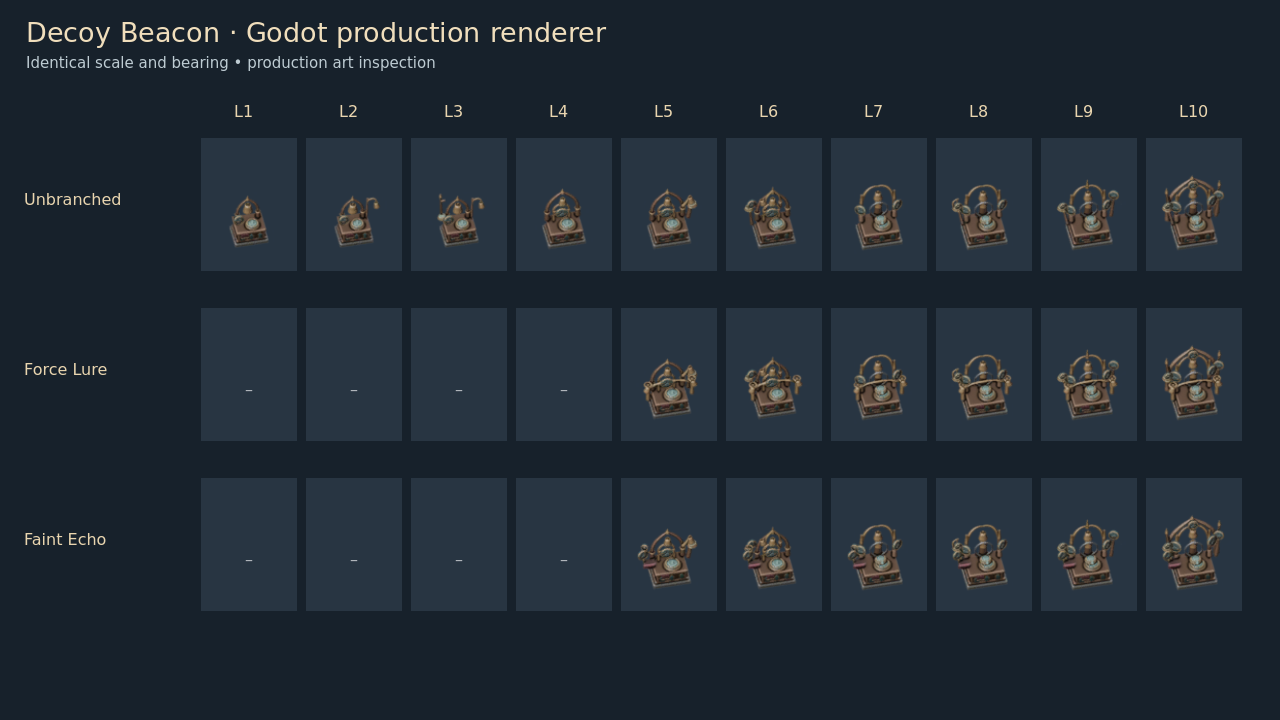 Decoy Beacon · Godot production renderer
Identical scale and bearing • production art inspection
L1 L2 L3 L4 L5 L6 L7 L8 L9 L10
Unbranched
Force Lure
– – – –
Faint Echo
– – – –